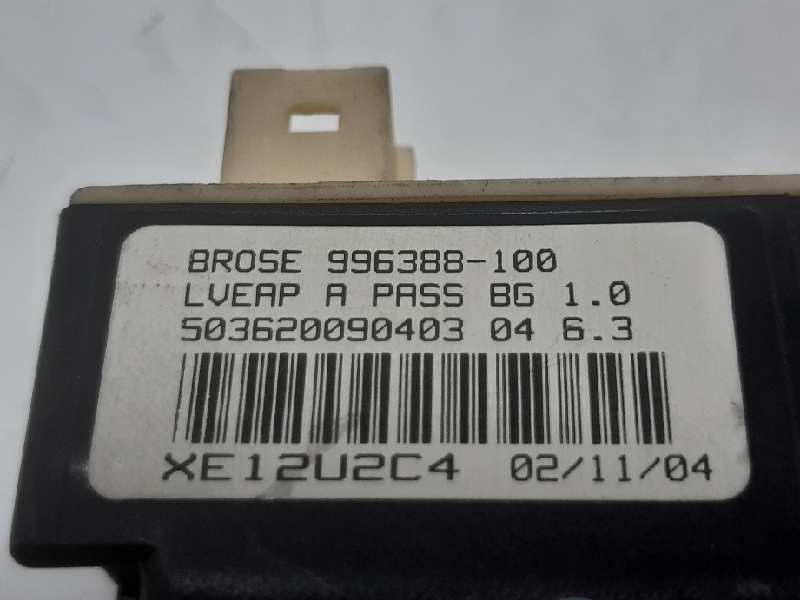 BROSE 996388-100
LVEAP A PASS BG 1.0
503620090403 04 6.3
XE12U2C4 02/11/04